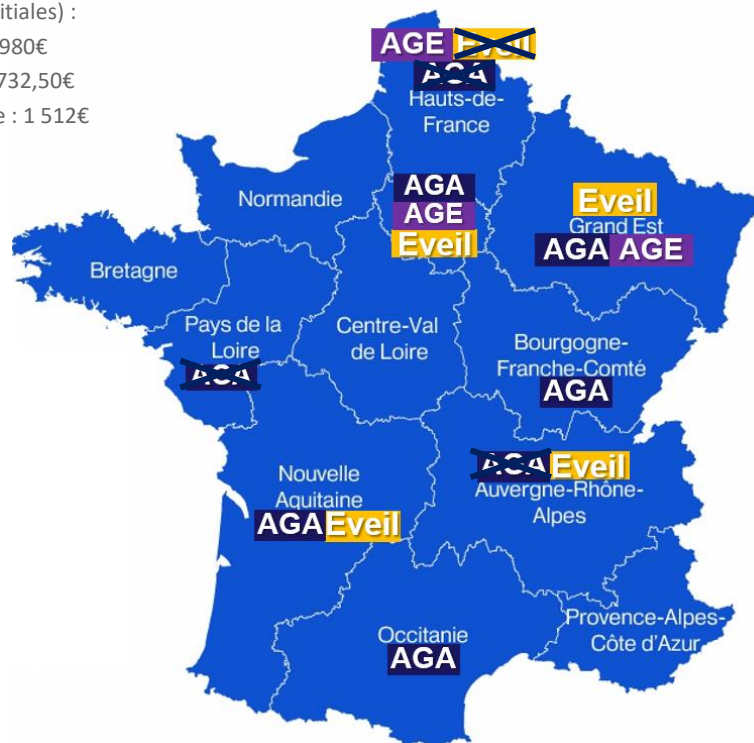 itiales) :
980€
732,50€
e : 1 512€
AGE Eveil
AGA
Hauts-de-
France
Normandie
AGA
AGE
Eveil
Eveil
Grand Est
AGA AGE
Bretagne
Pays de la
Loire
AGA
Centre-Val
de Loire
Bourgogne-
Franche-Comté
AGA
Nouvelle
Aquitaine
AGA Eveil
AGA Eveil
Auvergne-Rhône-
Alpes
Occitanie
AGA
Provence-Alpes-
Côte d'Azur